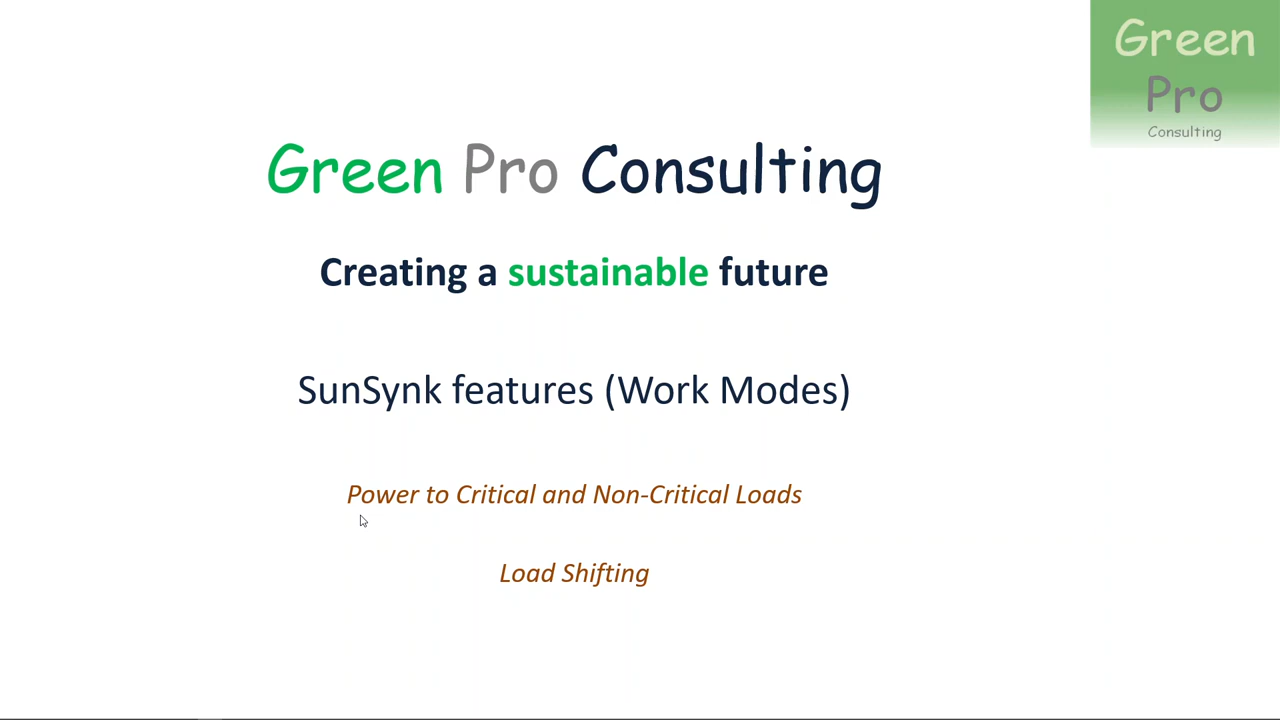 Green
Pro
Consulting
Green Pro Consulting
Creating a sustainable future
SunSynk features (Work Modes)
Power to Critical and Non-Critical Loads
Load Shifting